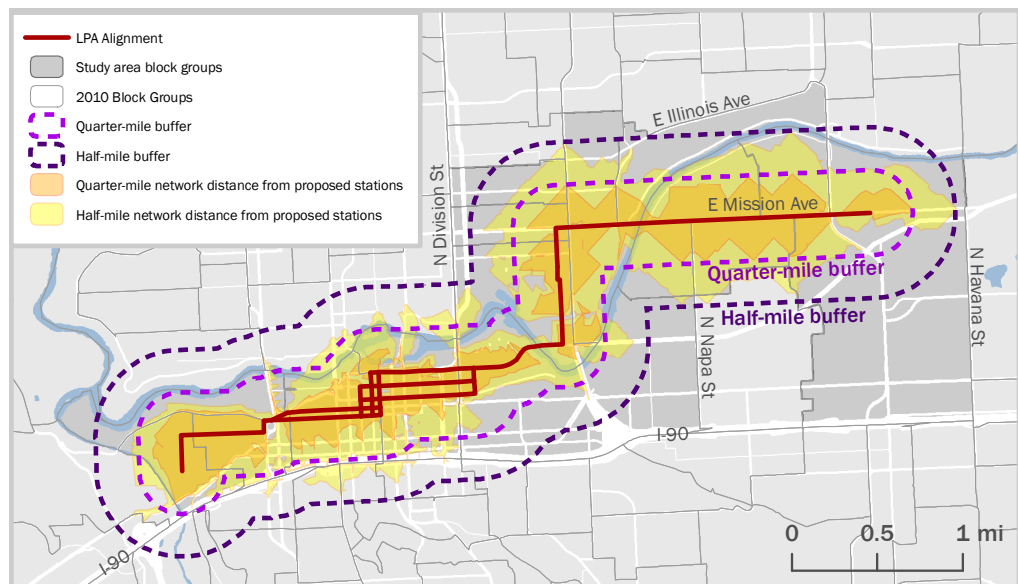 LPA Alignment
Study area block groups
2010 Block Groups
Quarter-mile buffer
Half-mile buffer
Quarter-mile network distance from proposed stations
Half-mile network distance from proposed stations
E Illinois Ave
N Division St
E Mission Ave
Quarter-mile buffer
Half-mile buffer
N Napa St
N Havana St
I-90
I-90
0 0.5 1 mi